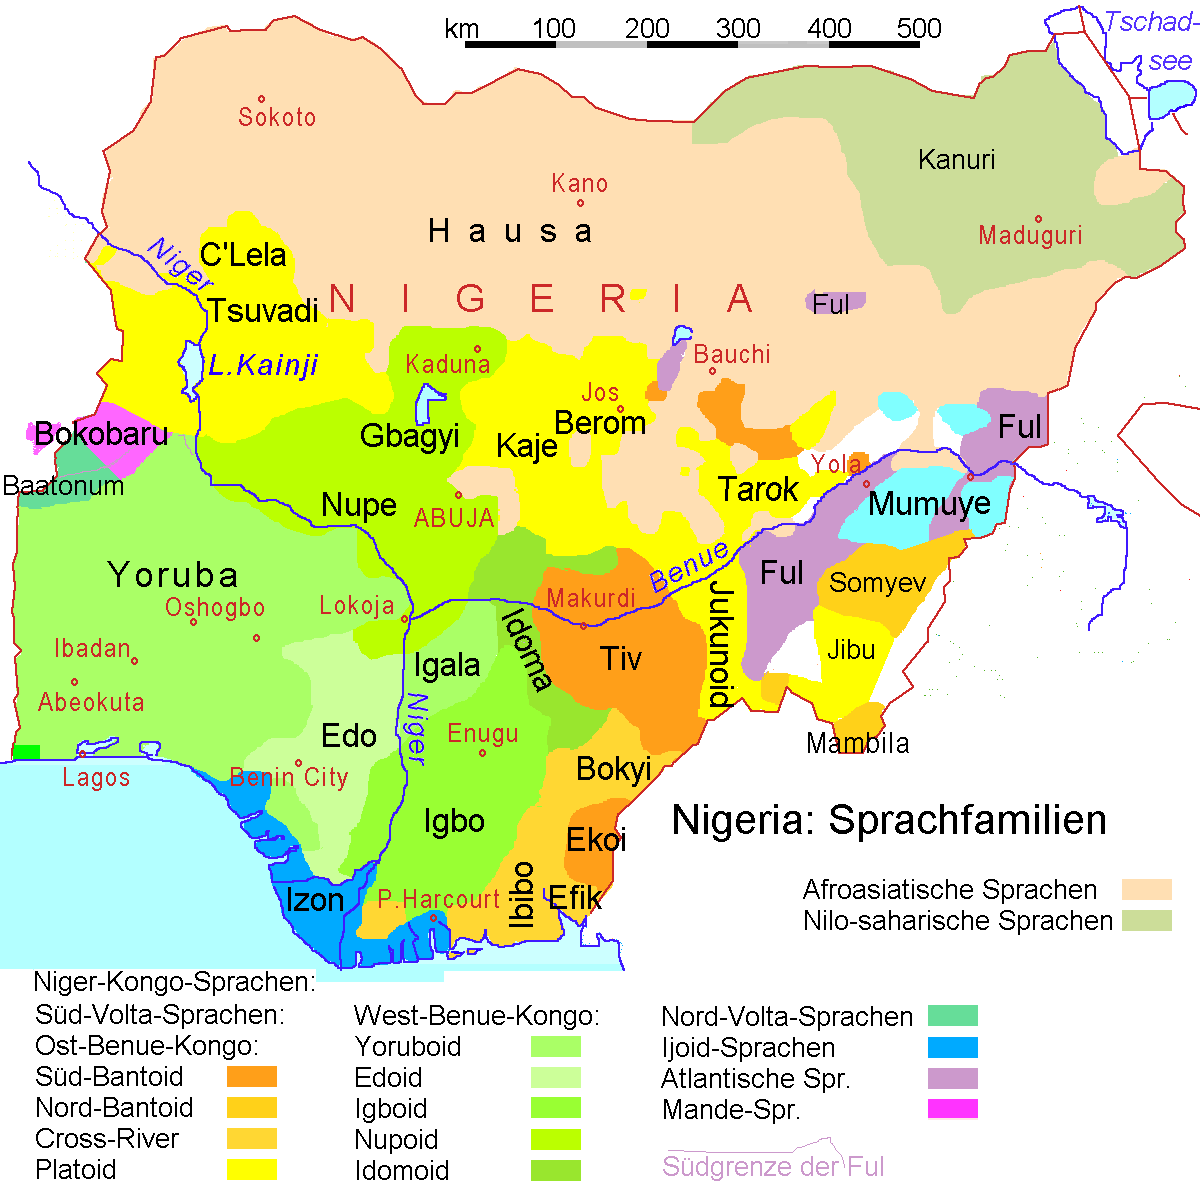 km 100 200 300 400 500
Tschad-
see
Sokoto
Kanuri
Kano
Maduguri
Hausa
Niger
C'Lela
NIGERIA
Tsuvadi
Ful
L.Kainji
Kaduna
Bauchi
Jos
Berom
Bokobaru
Gbagyi
Kaje
Ful
Yola
Baatonum
Nupe
ABUJA
Tarok
Mumuye
Yoruba
Benue
Ful
Somyev
Oshogbo
Lokoja
Makurdi
Jukunoid
Ibadan
Igala
Idoma
Tiv
Jibu
Abeokuta
Niger
Edo
Enugu
Mambila
Lagos
Benin City
Bokyi
Igbo
Ekoi
Nigeria: Sprachfamilien
Izon
P.Harcourt
Ibibo
Efik
Afroasiatische Sprachen
Nilo-saharische Sprachen
Niger-Kongo-Sprachen:
Süd-Volta-Sprachen:
Ost-Benue-Kongo:
Süd-Bantoid
Nord-Bantoid
Cross-River
Platoid
West-Benue-Kongo:
Yoruboid
Edoid
Igboid
Nupoid
Idomoid
Nord-Volta-Sprachen
Ijoid-Sprachen
Atlantische Spr.
Mande-Spr.
Südgrenze der Ful